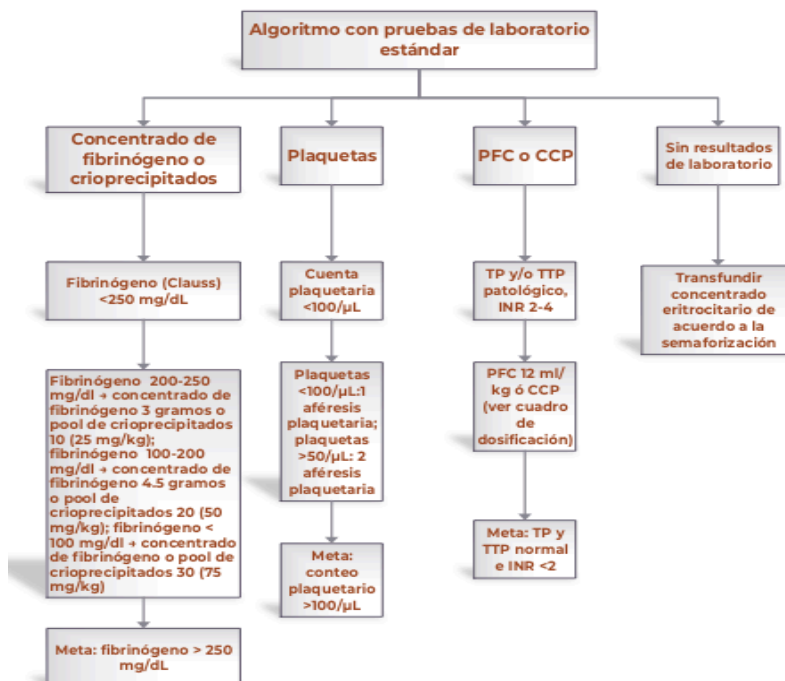 Algoritmo con pruebas de laboratorio
estándar
Concentrado de
fibrinógeno o
crioprecipitados
Plaquetas
PFC o CCP
Sin resultados
de laboratorio
Fibrinógeno (Clauss)
<250 mg/dL
Cuenta
plaquetaria
<100/µL
TP y/o TTP
patológico,
INR 2-4
Transfundir
concentrado
eritrocitario de
acuerdo a la
semaforización
Fibrinógeno 200-250
mg/dl → concentrado de
fibrinógeno 3 gramos o
pool de crioprecipitados
10 (25 mg/kg);
fibrinógeno 100-200
mg/dl → concentrado de
fibrinógeno 4.5 gramos
o pool de
crioprecipitados 20 (50
mg/kg); fibrinógeno <
100 mg/dl → concentrado
de fibrinógeno o pool de
crioprecipitados 30 (75
mg/kg)
Plaquetas
<100/µL:1
aféresis
plaquetaria;
plaquetas
>50/µL: 2
aféresis
plaquetaria
PFC 12 ml/
kg ó CCP
(ver cuadro
de
dosificación)
Meta:
conteo
plaquetario
>100/µL
Meta: TP y
TTP normal
e INR <2
Meta: fibrinógeno > 250
mg/dL